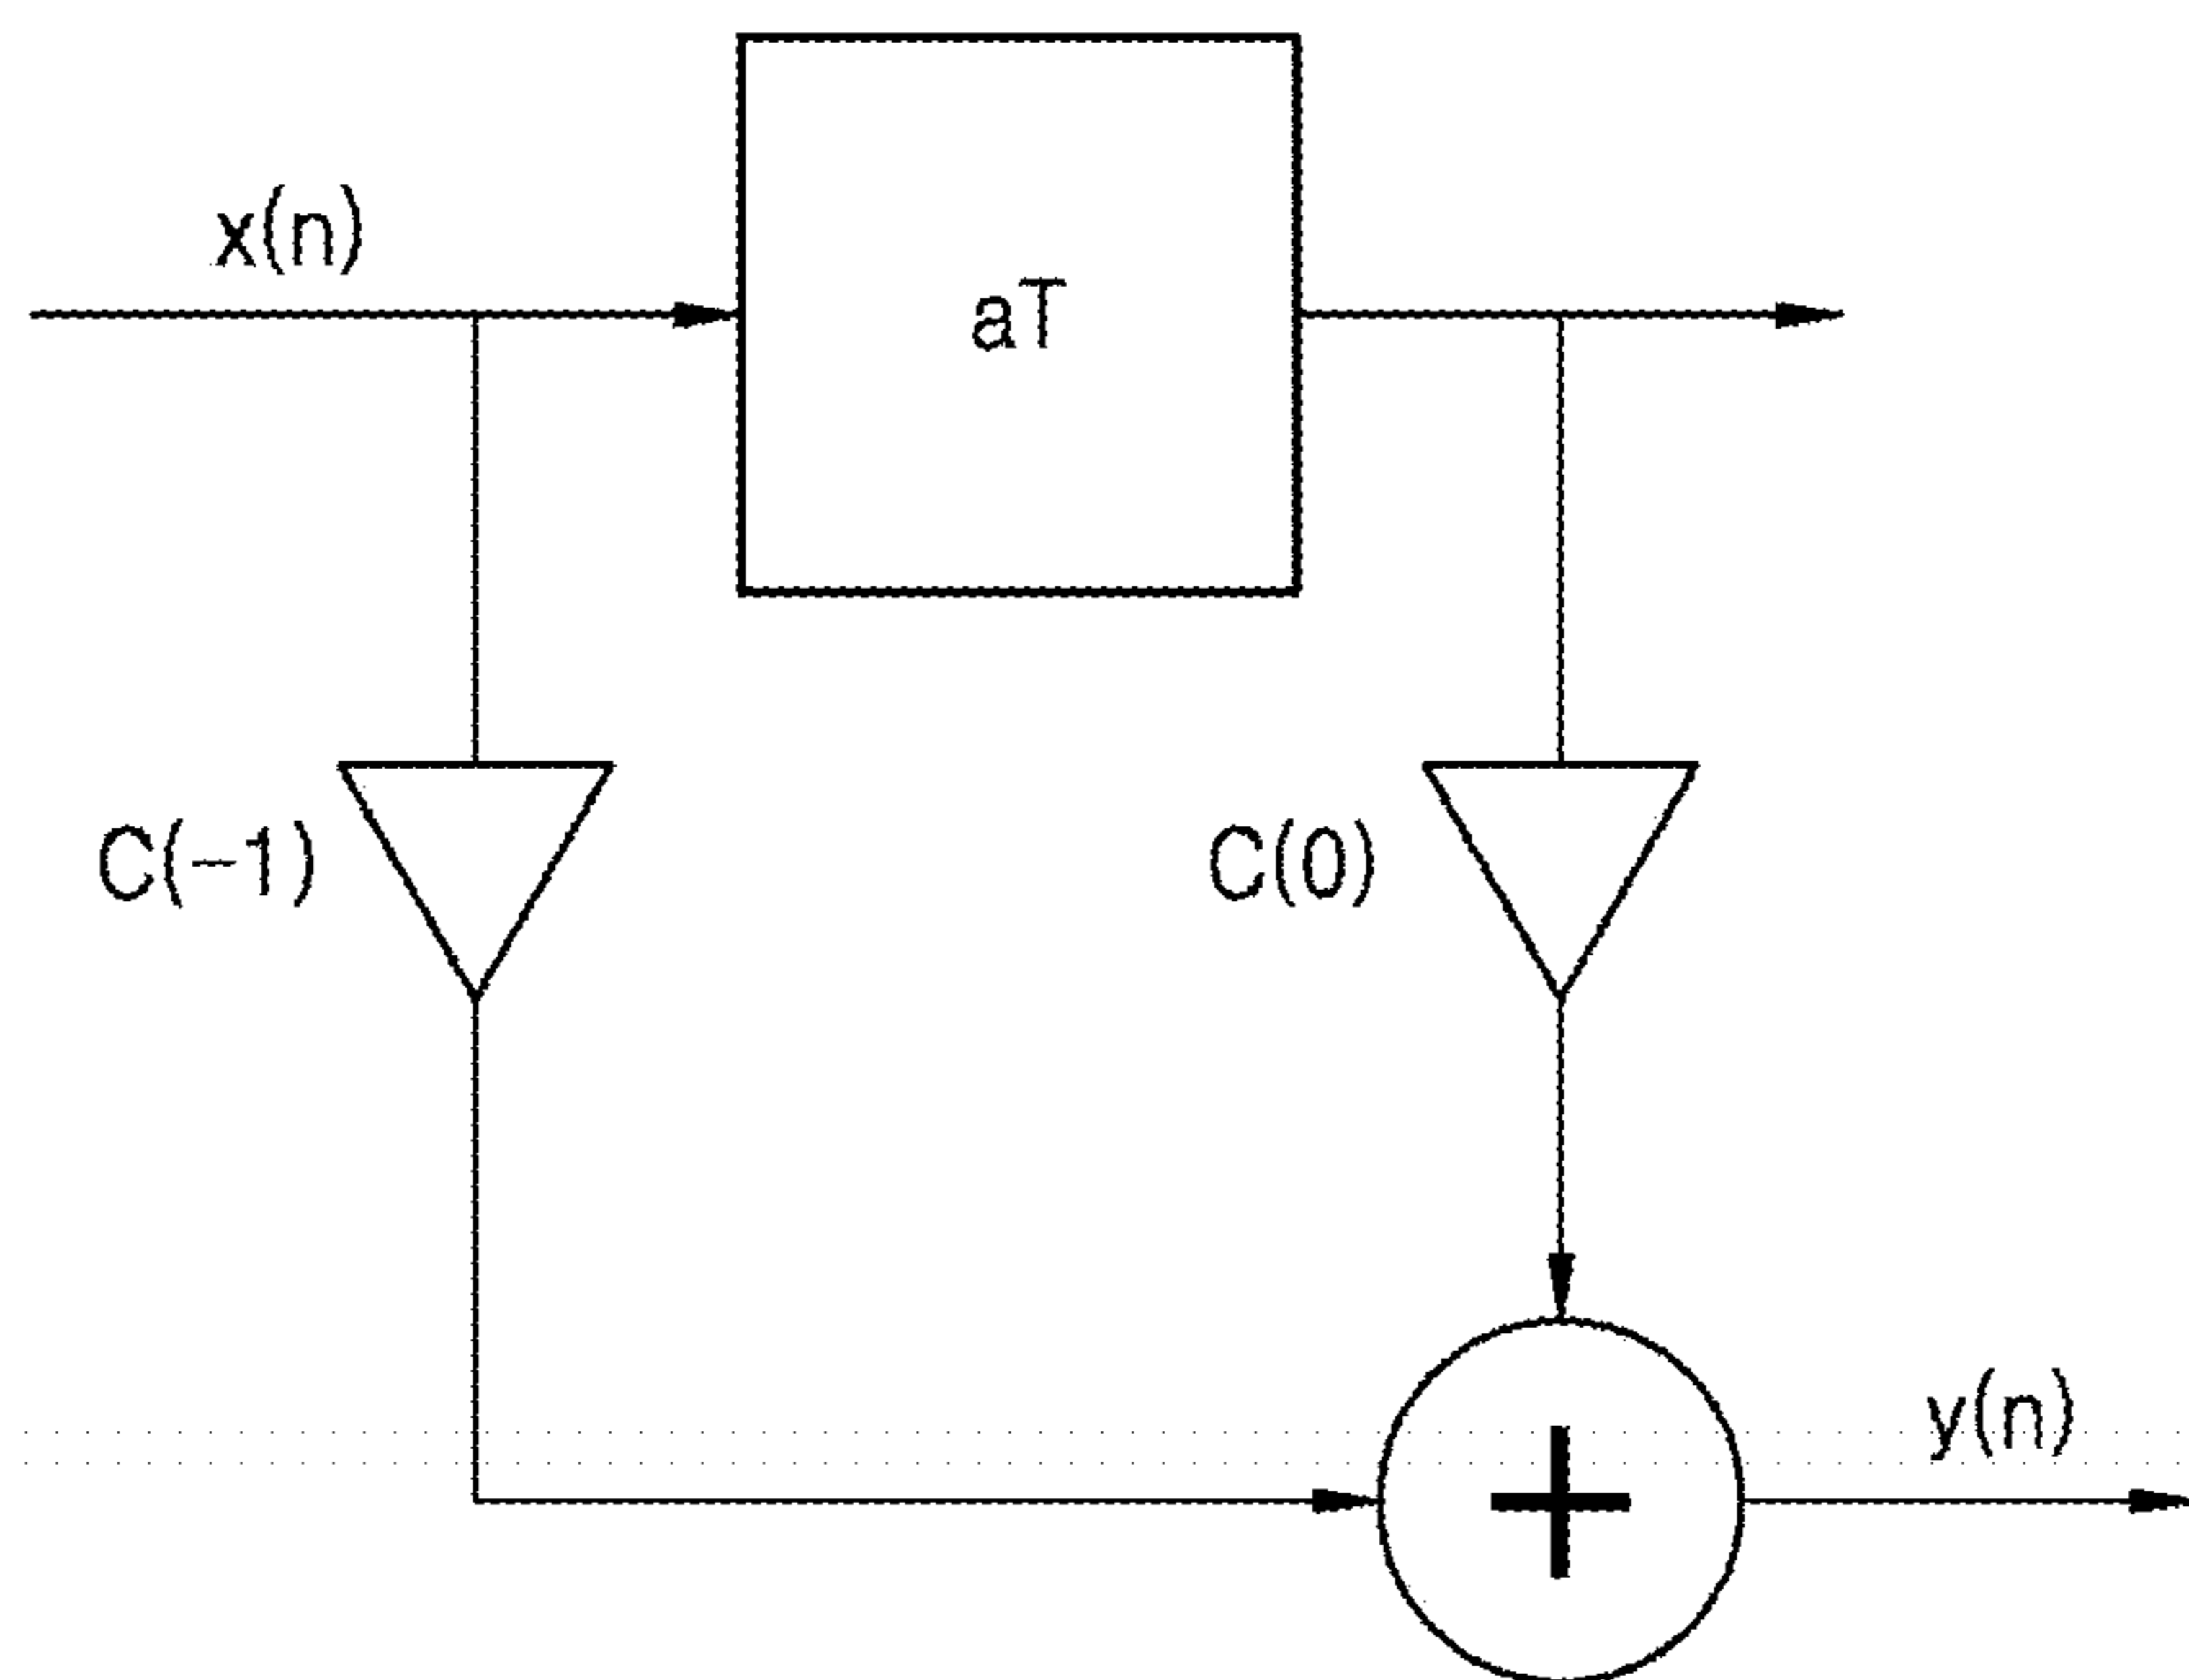 x(n)
aT
C(-1)
C(0)
+
y(n)